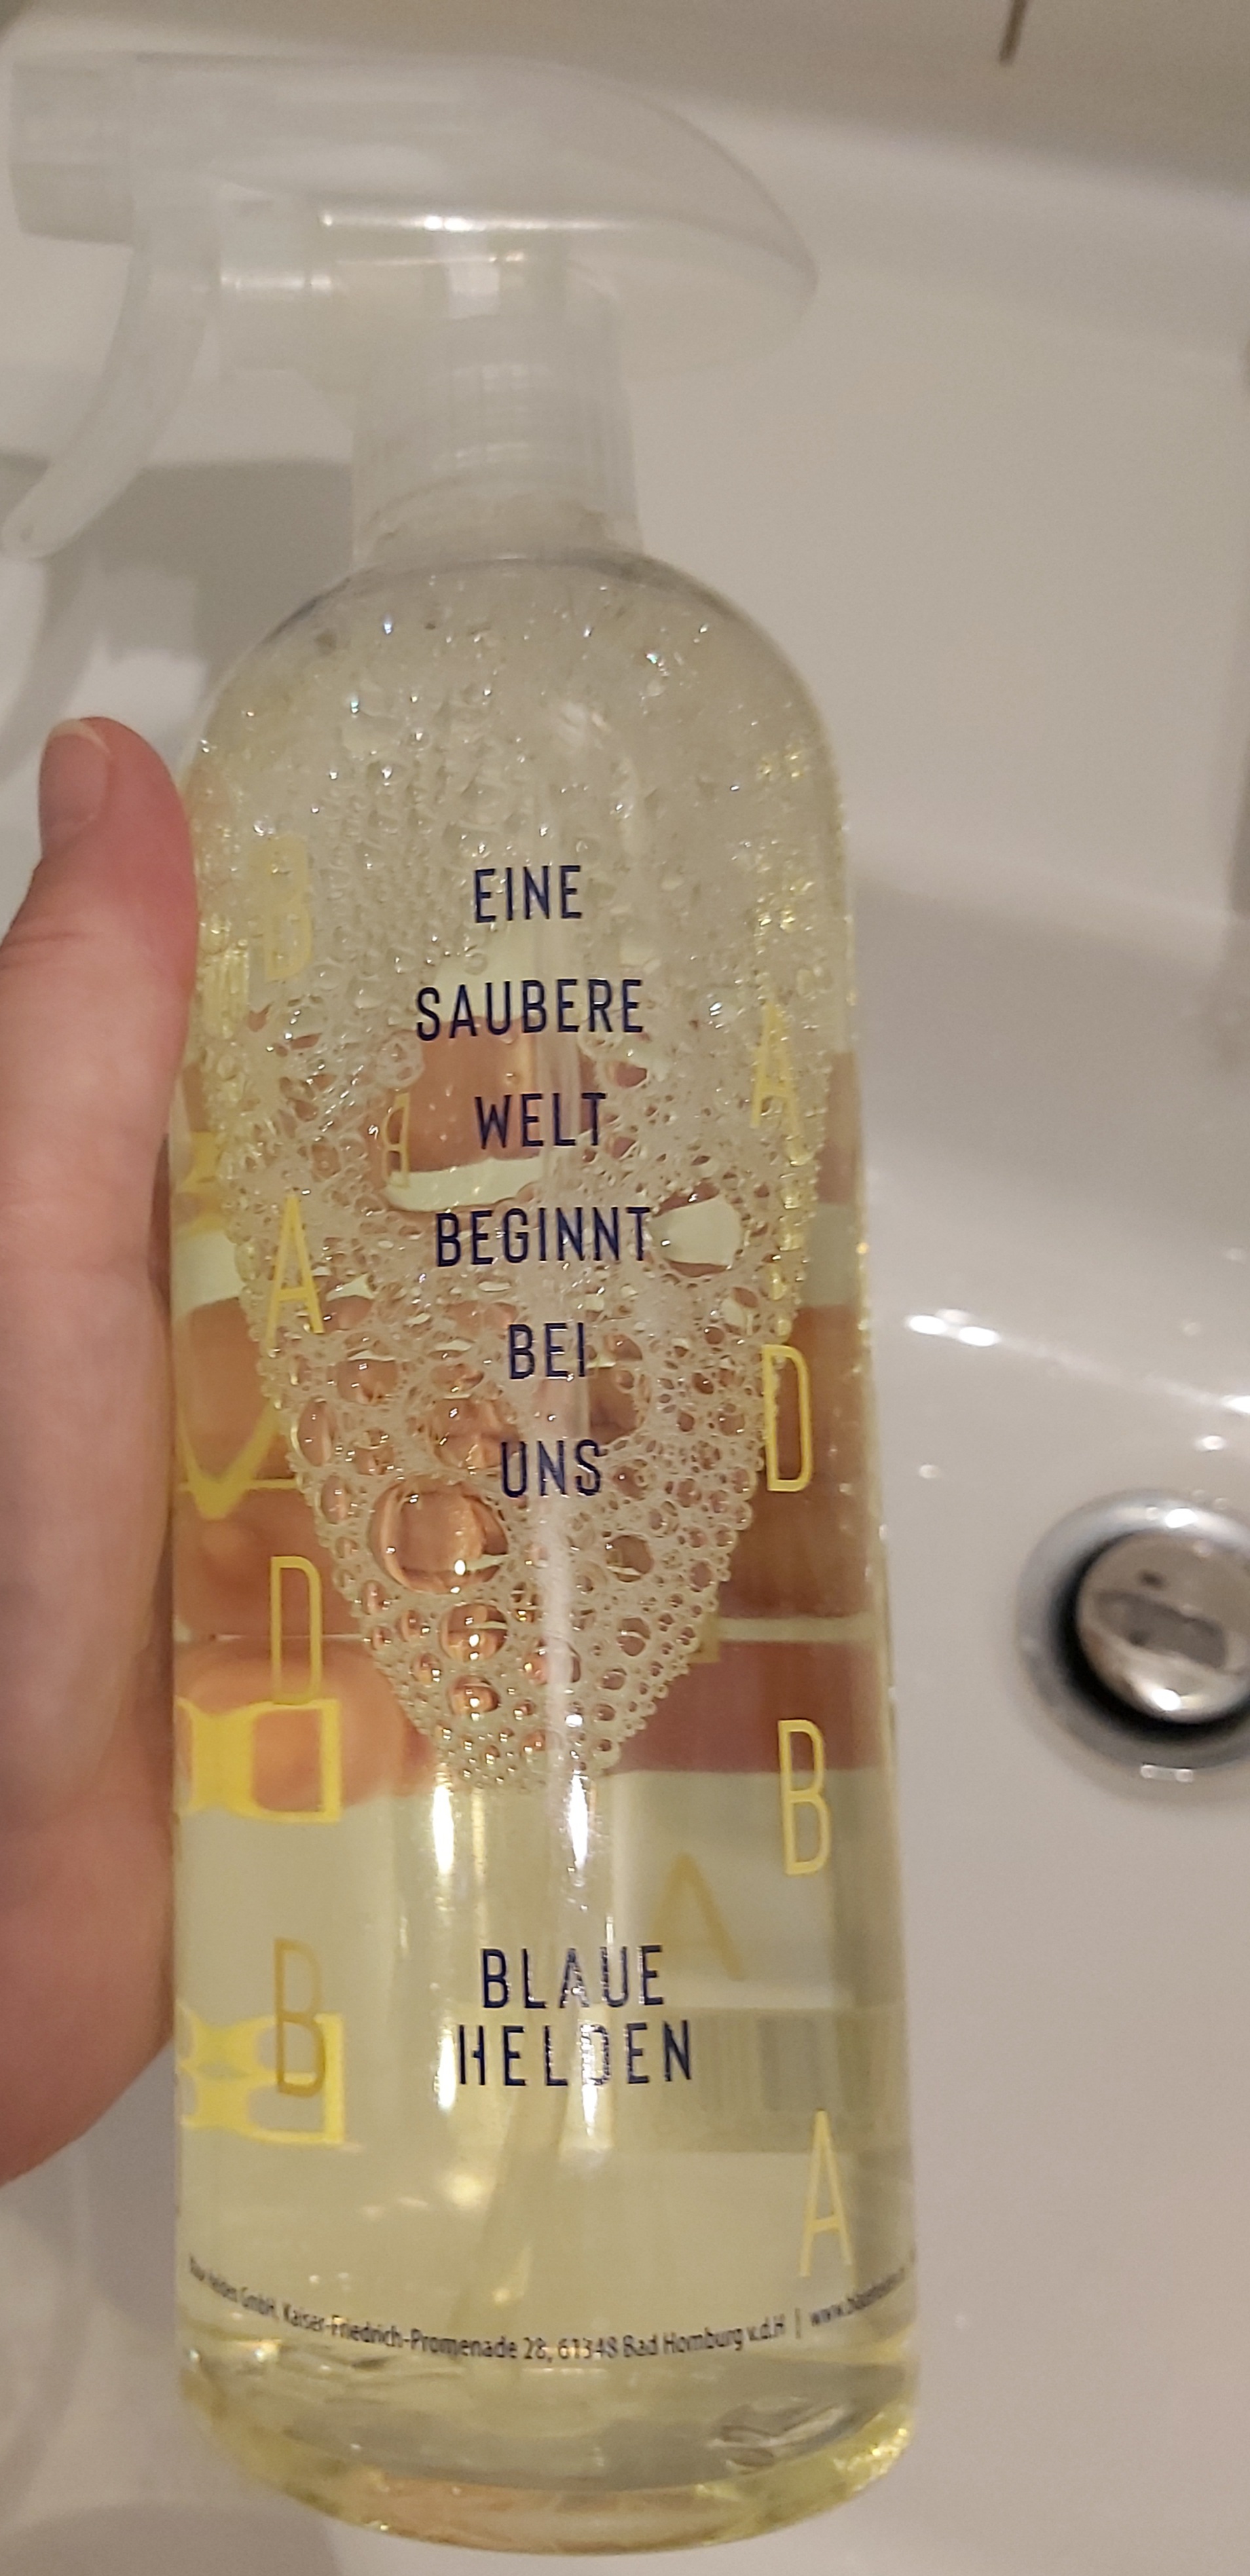 EINE
SAUBERE
WELT
BEGINNT
BEI
UNS
B
A
D
B
A
D
B
A
BLAUE
HELDEN
Blaue Helden GmbH, Kaiser-Friedrich-Promenade 28, 61348 Bad Homburg v.d.H |